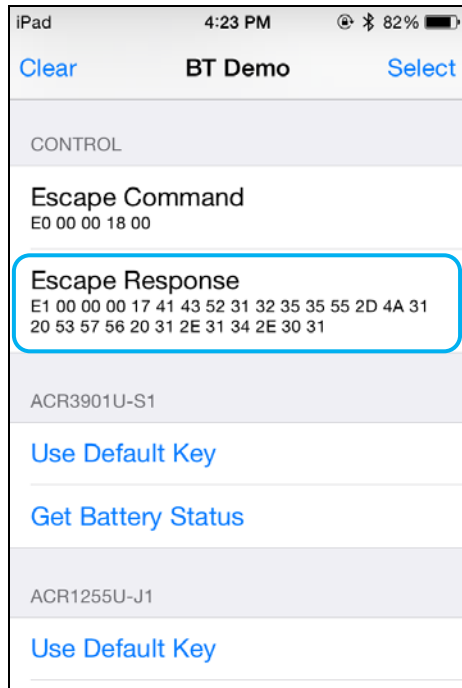 iPad 4:23 PM 82%
Clear BT Demo Select
CONTROL
Escape Command
E0 00 00 18 00
Escape Response
E1 00 00 00 17 41 43 52 31 32 35 35 55 2D 4A 31
20 53 57 56 20 31 2E 31 34 2E 30 31
ACR3901U-S1
Use Default Key
Get Battery Status
ACR1255U-J1
Use Default Key